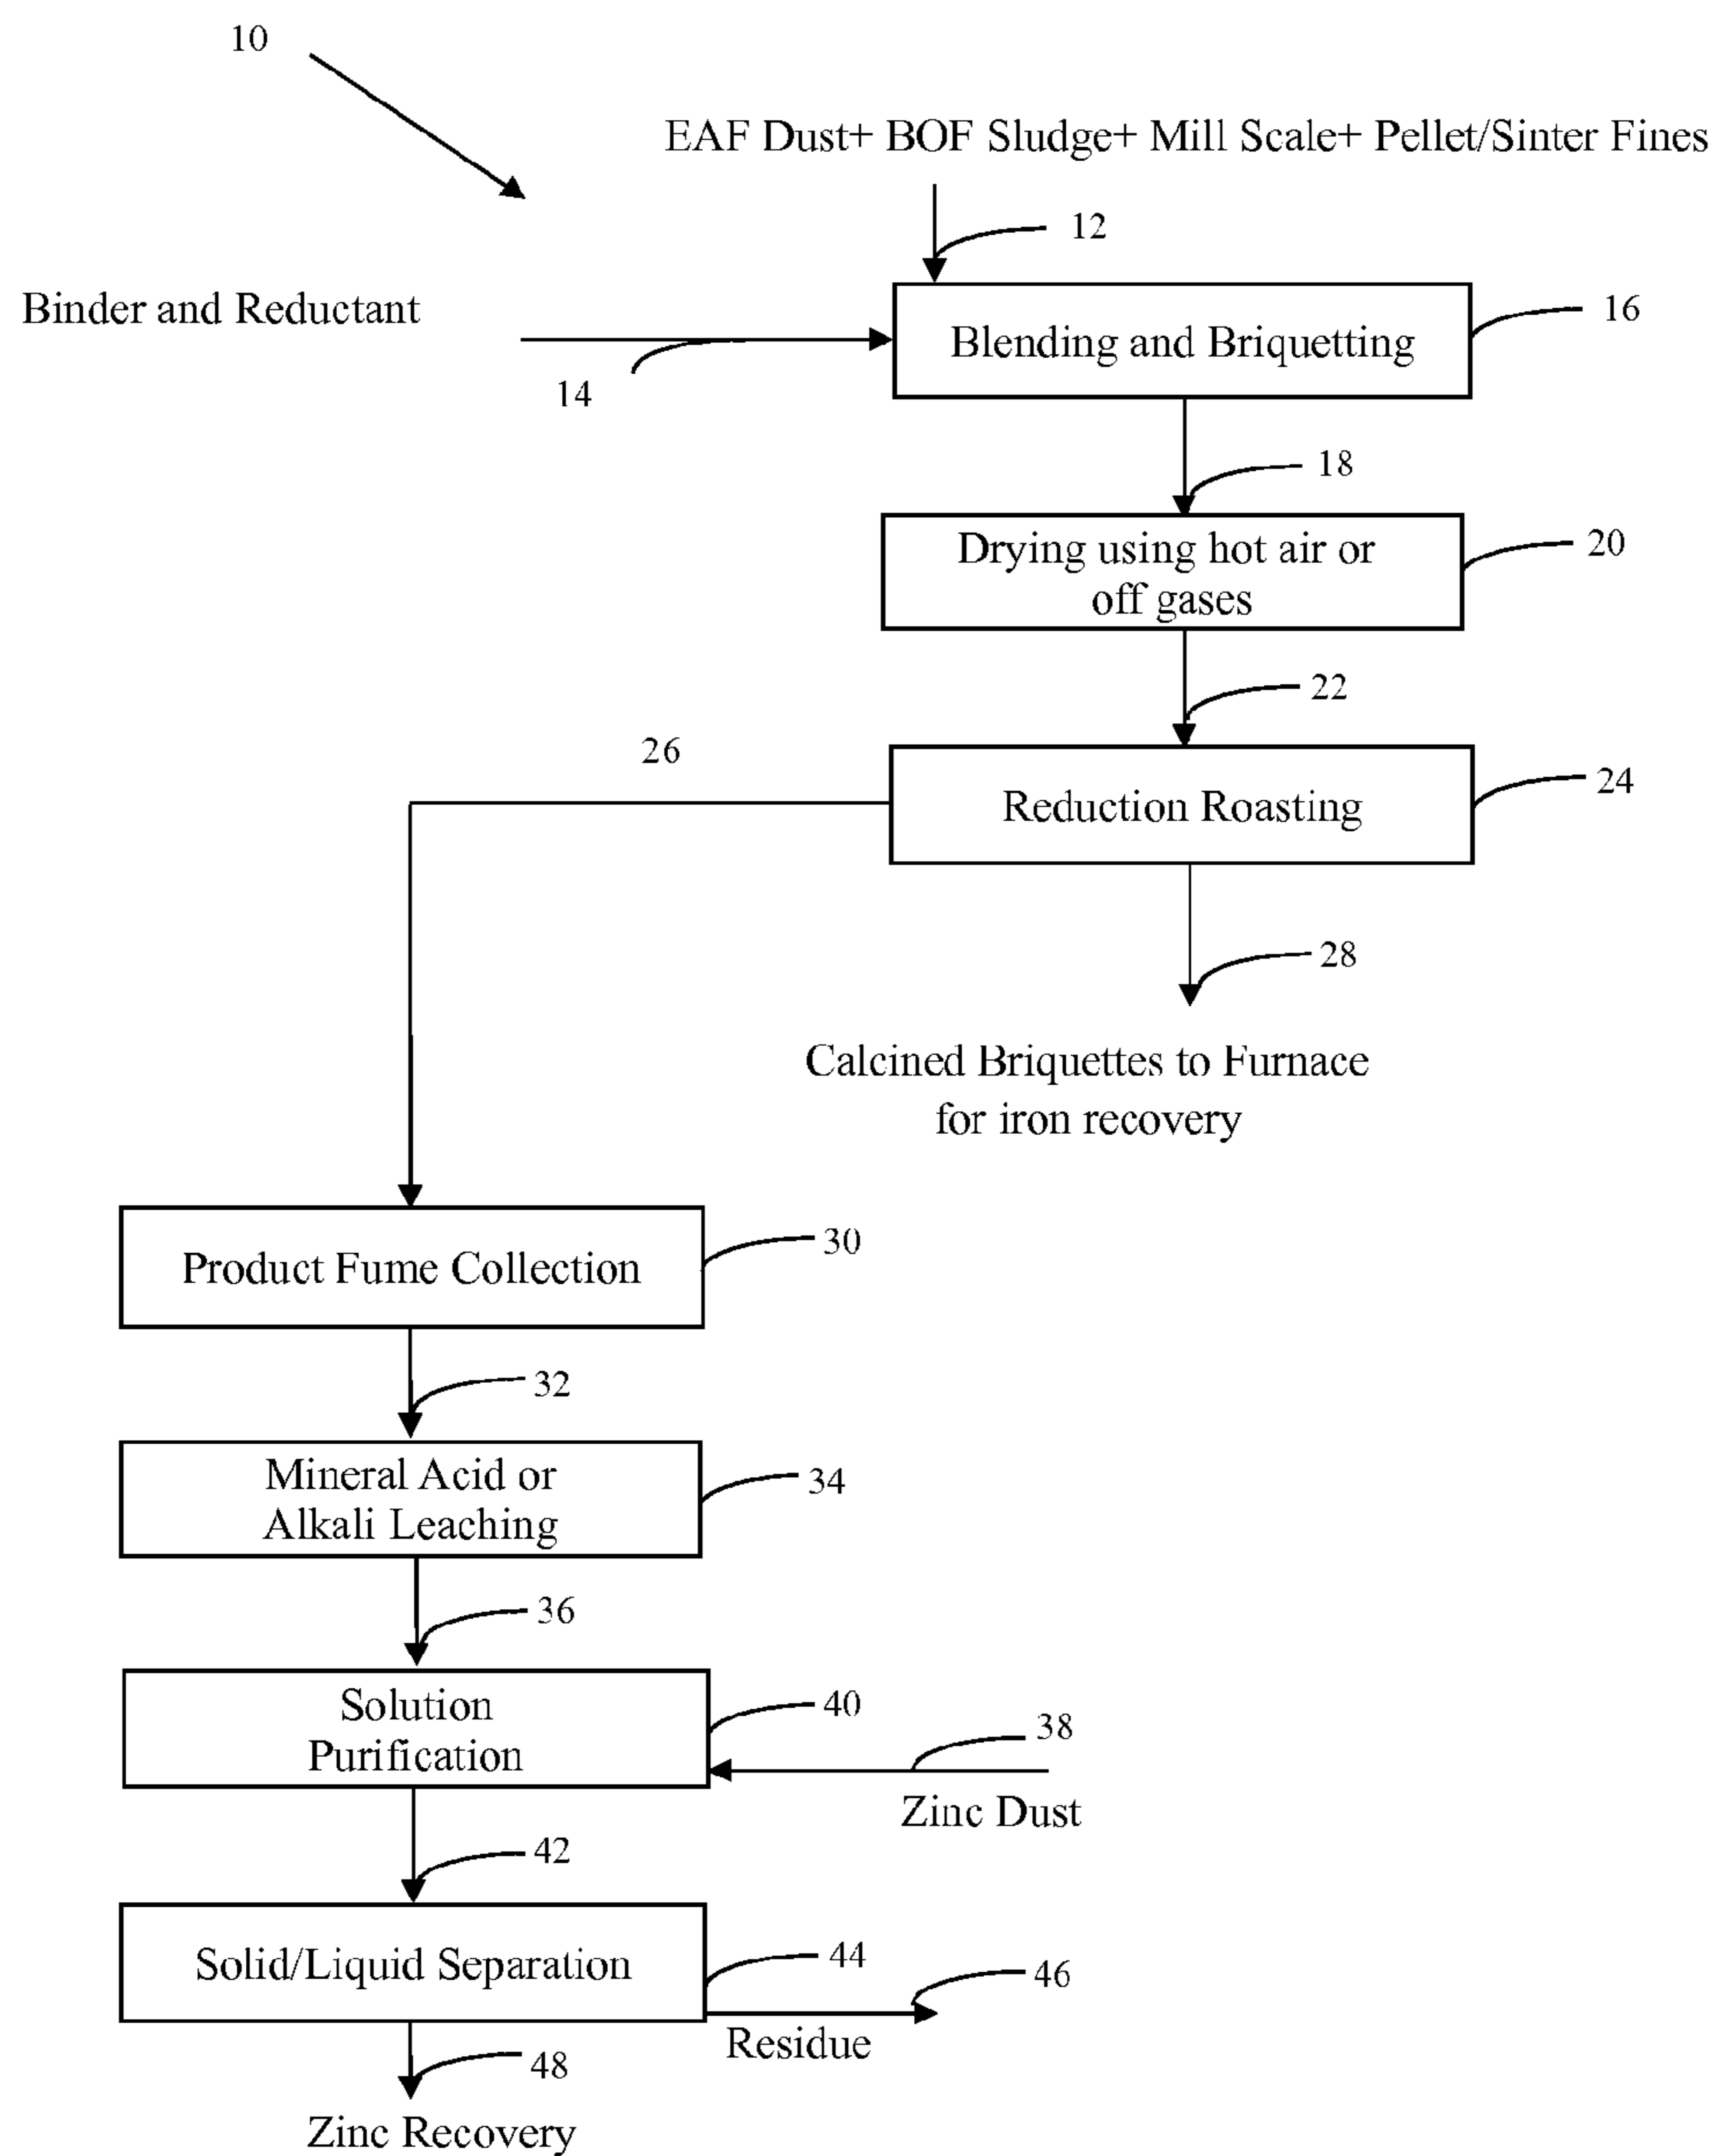 10
EAF Dust+ BOF Sludge+ Mill Scale+ Pellet/Sinter Fines
12
Binder and Reductant
14
Blending and Briquetting
16
18
Drying using hot air or
off gases
20
22
26
Reduction Roasting
24
28
Calcined Briquettes to Furnace
for iron recovery
Product Fume Collection
30
32
Mineral Acid or
Alkali Leaching
34
36
Solution
Purification
40
38
Zinc Dust
42
Solid/Liquid Separation
44
46
Residue
48
Zinc Recovery